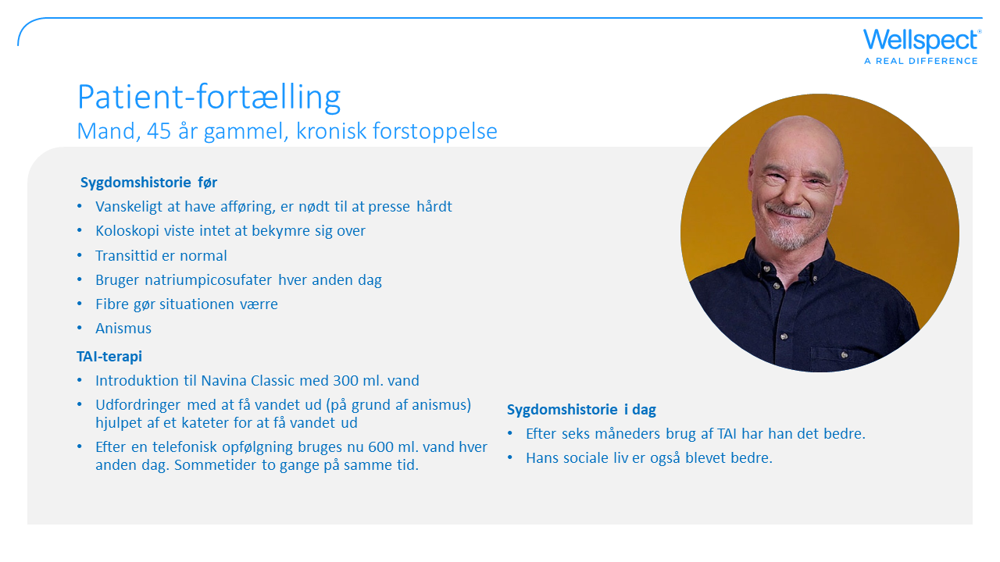 Wellspect®
A REAL DIFFERENCE
Patient-fortælling
Mand, 45 år gammel, kronisk forstoppelse
Sygdomshistorie før
• Vanskeligt at have afføring, er nødt til at presse hårdt
• Koloskopi viste intet at bekymre sig over
• Transittid er normal
• Bruger natriumpicosufater hver anden dag
• Fibre gør situationen værre
• Anismus
TAI-terapi
• Introduktion til Navina Classic med 300 ml. vand
• Udfordringer med at få vandet ud (på grund af anismus)
hjulpet af et kateter for at få vandet ud
• Efter en telefonisk opfølgning bruges nu 600 ml. vand hver
anden dag. Sommetider to gange på samme tid.
Sygdomshistorie i dag
• Efter seks måneders brug af TAI har han det bedre.
• Hans sociale liv er også blevet bedre.